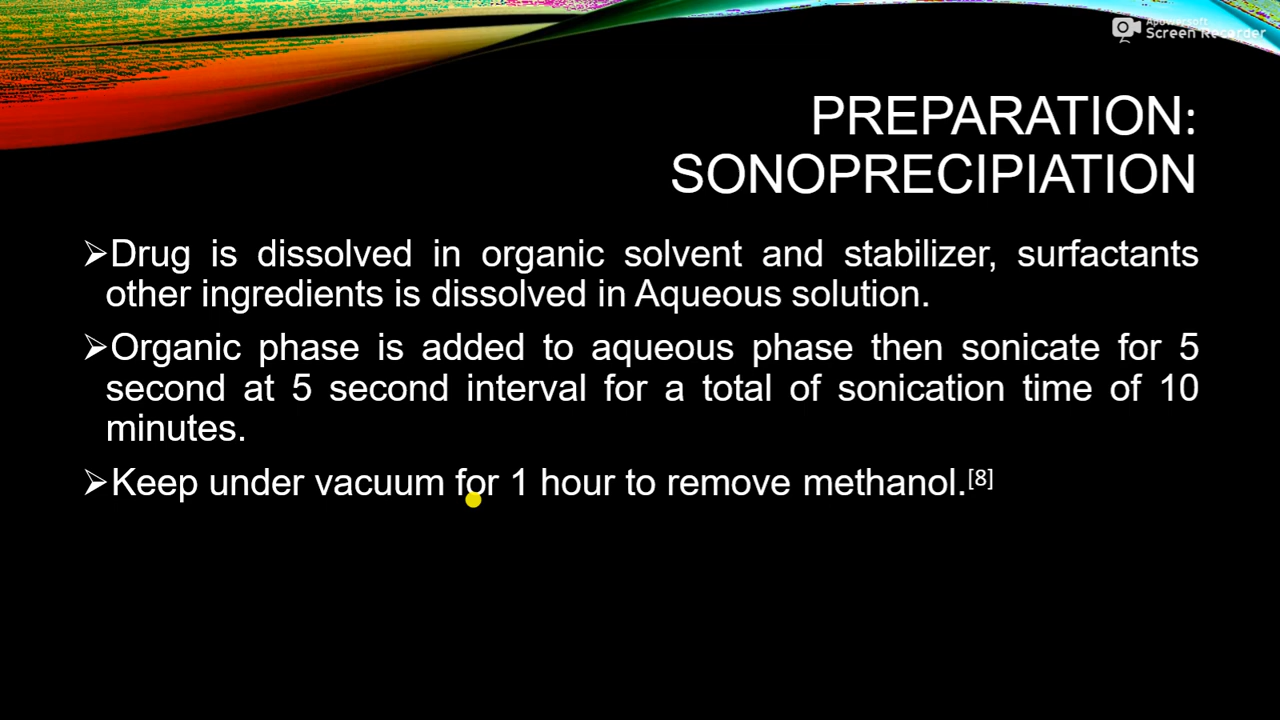 Apowersoft
Screen Recorder
PREPARATION:
SONOPRECIPIATION
➢Drug is dissolved in organic solvent and stabilizer, surfactants
other ingredients is dissolved in Aqueous solution.
➢Organic phase is added to aqueous phase then sonicate for 5
second at 5 second interval for a total of sonication time of 10
minutes.
➢Keep under vacuum for 1 hour to remove methanol.[8]